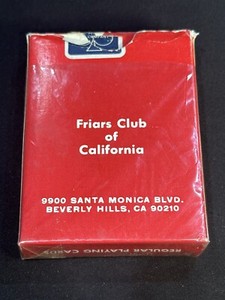 Friars Club
of
California
9900 SANTA MONICA BLVD.
BEVERLY HILLS, CA 90210
REGULAR PLAYING CARDS